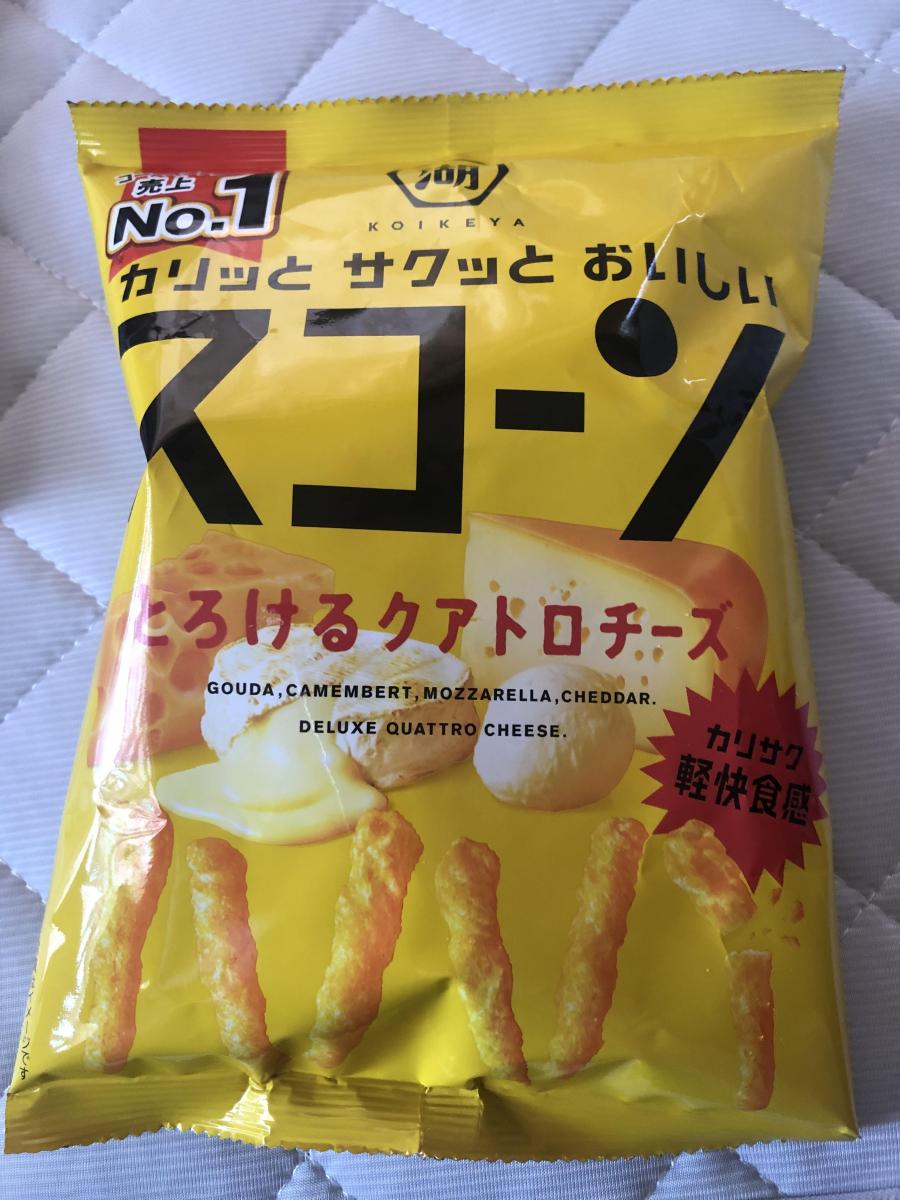 売上
No.1
湖
KOIKEYA
カリッと サクッと おいしい
スコーン
とろけるクアトロチーズ
GOUDA,CAMEMBERT,MOZZARELLA,CHEDDAR.
DELUXE QUATTRO CHEESE.
カリサク
軽快食感